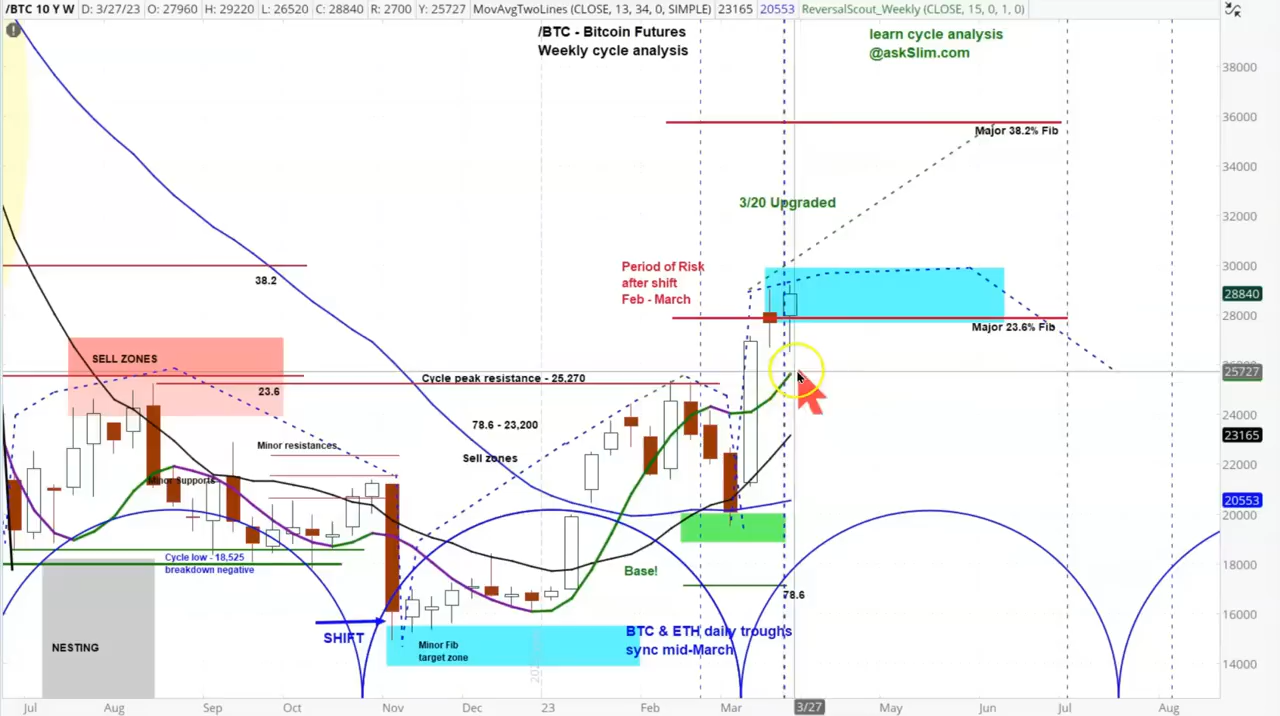 /BTC 10 Y W D: 3/27/23 O: 27960 H: 29220 L: 26520 C: 28840 R: 2700 Y: 25727 MovAvgTwoLines (CLOSE, 13, 34, 0, SIMPLE) 23165 20553 ReversalScout_Weekly (CLOSE, 15, 0, 1, 0)
/BTC - Bitcoin Futures
Weekly cycle analysis
learn cycle analysis
@askSlim.com
38000
36000
Major 38.2% Fib
34000
3/20 Upgraded
32000
Period of Risk
after shift
Feb - March
38.2
30000
28840
28000
Major 23.6% Fib
SELL ZONES
25727
Cycle peak resistance - 25,270
23.6
24000
78.6 - 23,200
23165
Minor resistances
Sell zones
22000
Minor Supports
20553
20000
Cycle low - 18,525
breakdown negative
Base!
18000
78.6
16000
SHIFT
BTC & ETH daily troughs
sync mid-March
Minor Fib
target zone
NESTING
14000
Jul Aug Sep Oct Nov Dec 23 Feb Mar 3/27 May Jun Jul Aug